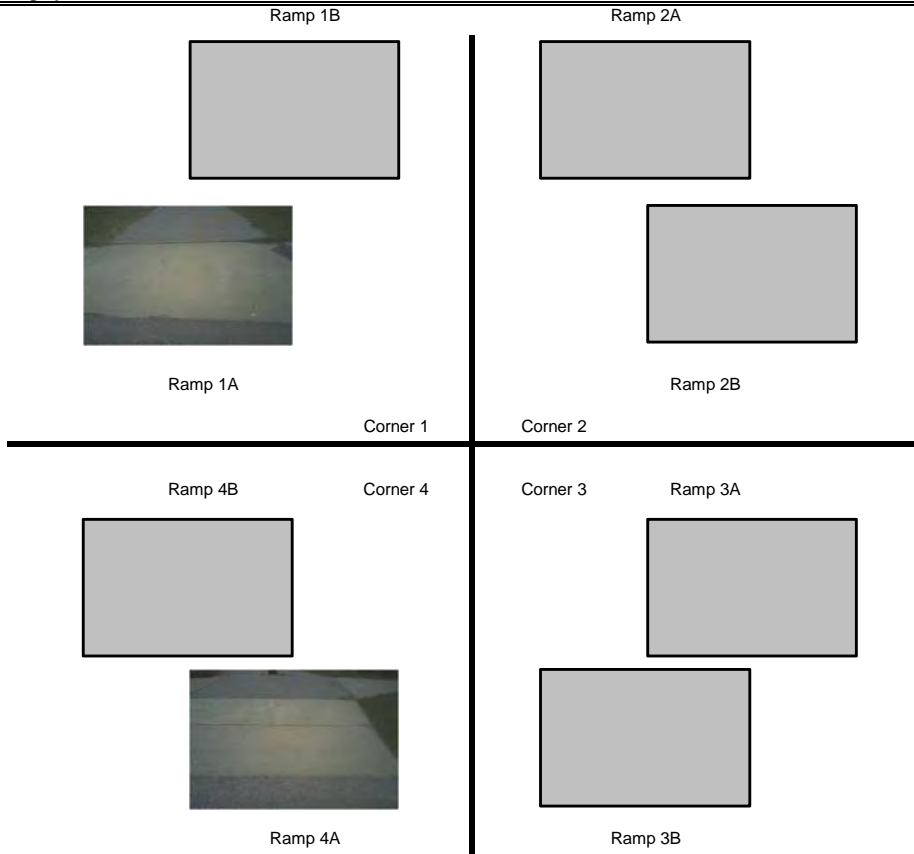 Ramp 1B
Ramp 2A
Ramp 1A
Ramp 2B
Corner 1
Corner 2
Ramp 4B
Corner 4
Corner 3
Ramp 3A
Ramp 4A
Ramp 3B